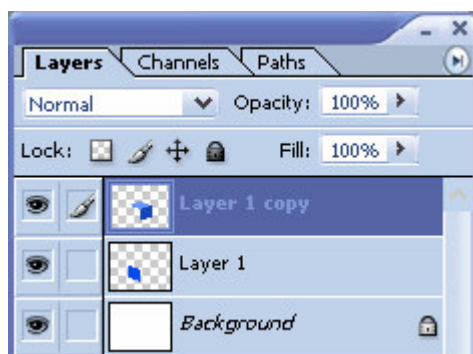 Layers Channels Paths
Normal Opacity: 100%
Lock: Fill: 100%
Layer 1 copy
Layer 1
Background